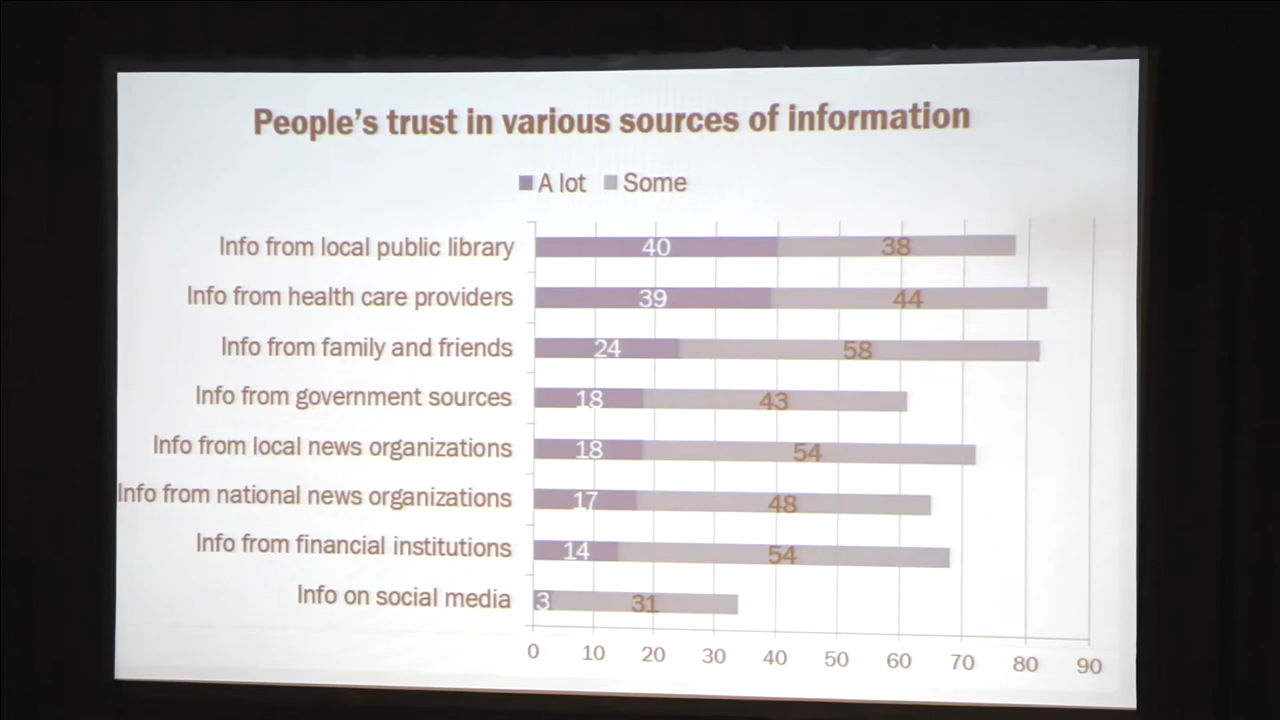 People's trust in various sources of information
A lot Some
Info from local public library 40 38
Info from health care providers 39 44
Info from family and friends 24 58
Info from government sources 18 43
Info from local news organizations 18 54
Info from national news organizations 17 48
Info from financial institutions 14 54
Info on social media 3 31
0 10 20 30 40 50 60 70 80 90